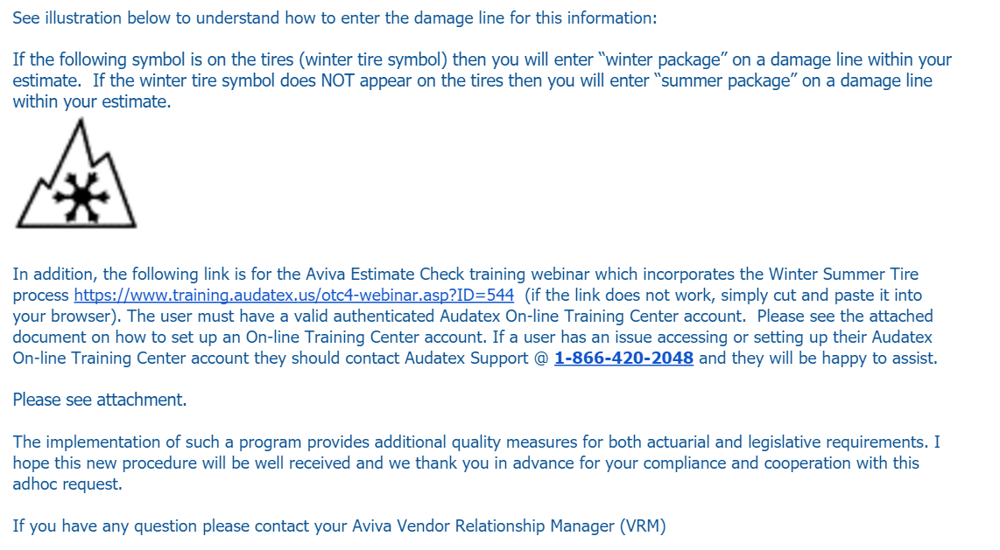 See illustration below to understand how to enter the damage line for this information:
If the following symbol is on the tires (winter tire symbol) then you will enter “winter package” on a damage line within your
estimate.  If the winter tire symbol does NOT appear on the tires then you will enter “summer package” on a damage line
within your estimate.
In addition, the following link is for the Aviva Estimate Check training webinar which incorporates the Winter Summer Tire
process https://www.training.audatex.us/otc4-webinar.asp?ID=544  (if the link does not work, simply cut and paste it into
your browser). The user must have a valid authenticated Audatex On-line Training Center account.  Please see the attached
document on how to set up an On-line Training Center account. If a user has an issue accessing or setting up their Audatex
On-line Training Center account they should contact Audatex Support @ 1-866-420-2048 and they will be happy to assist.
Please see attachment.
The implementation of such a program provides additional quality measures for both actuarial and legislative requirements. I
hope this new procedure will be well received and we thank you in advance for your compliance and cooperation with this
adhoc request.
If you have any question please contact your Aviva Vendor Relationship Manager (VRM)